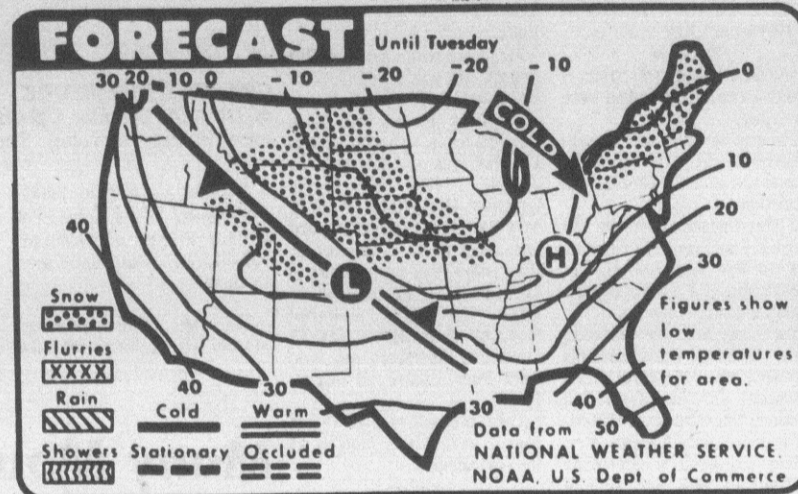 FORECAST
Until Tuesday
30 20 -10 0 -10 -20 -20 -10 0
COLD
10
20
30
40
H
L
Snow
Flurries
XXXX
Rain
Showers
40
30
Cold Warm
Stationary Occluded
30
40
50
Figures show
low
temperatures
for area.
Data from
NATIONAL WEATHER SERVICE.
NOAA, U.S. Dept. of Commerce